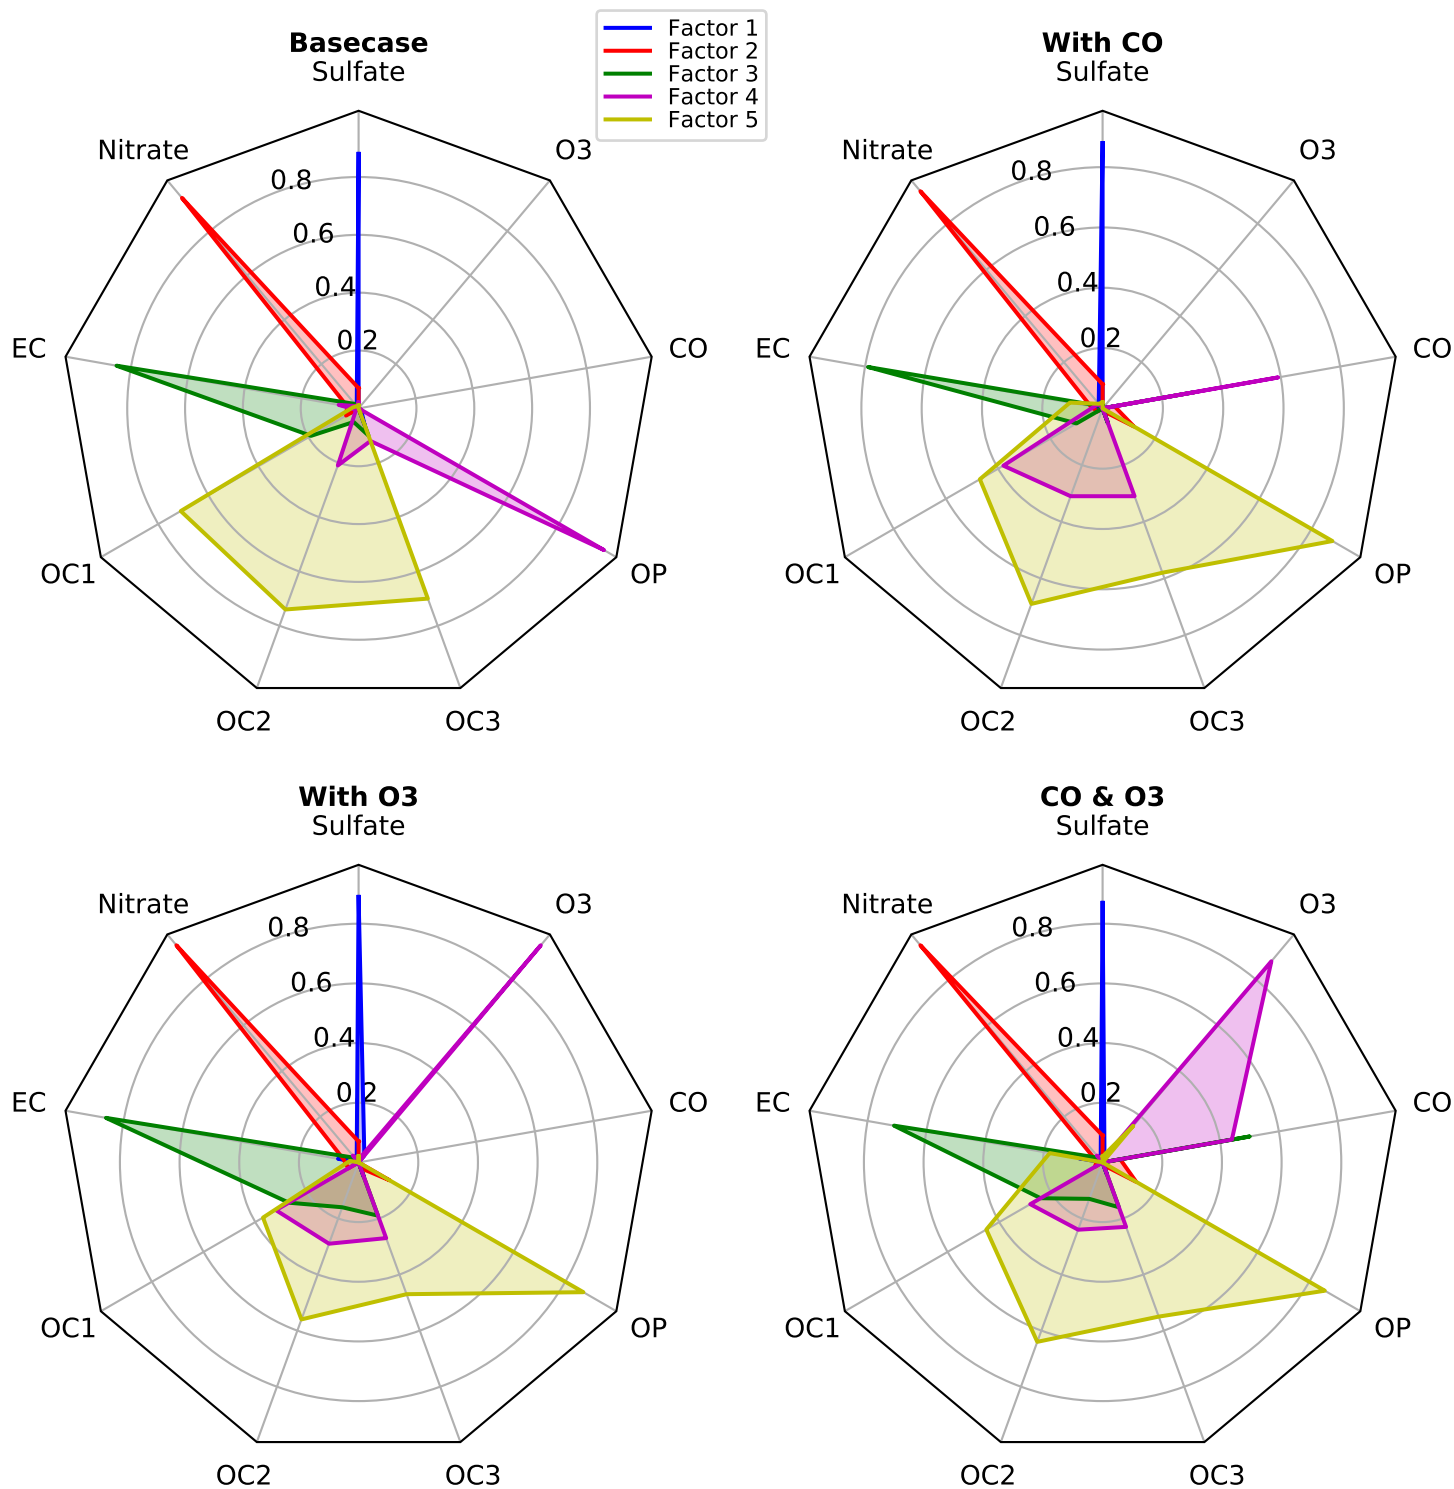 Factor 1
Factor 2
Factor 3
Factor 4
Factor 5
Basecase
Sulfate
Nitrate
O3
0.8
0.6
0.4
0.2
EC
CO
OC1
OP
OC2
OC3
With CO
Sulfate
Nitrate
O3
0.8
0.6
0.4
0.2
EC
CO
OC1
OP
OC2
OC3
With O3
Sulfate
Nitrate
O3
0.8
0.6
0.4
0.2
EC
CO
OC1
OP
OC2
OC3
CO & O3
Sulfate
Nitrate
O3
0.8
0.6
0.4
0.2
EC
CO
OC1
OP
OC2
OC3